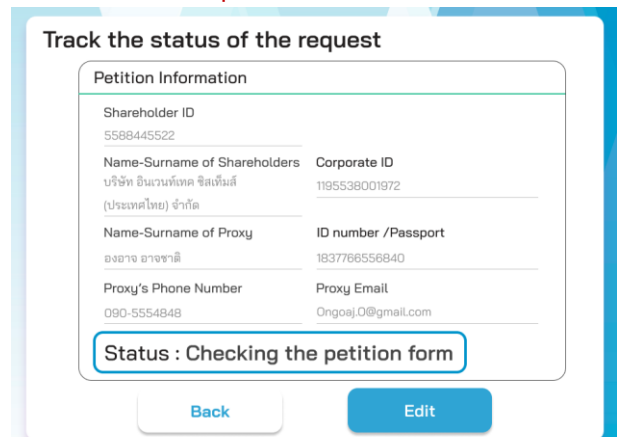 Track the status of the request
Petition Information
Shareholder ID
5588445522
Name-Surname of Shareholders
Corporate ID
บริษัท อินเวนท์เทค ซิสเท็มส์
1195538001972
(ประเทศไทย) จำกัด
Name-Surname of Proxy
ID number /Passport
องอาจ อาจชาติ
1837766556840
Proxy's Phone Number
Proxy Email
090-5554848
Ongoaj.O@gmail.com
Status : Checking the petition form
Back
Edit